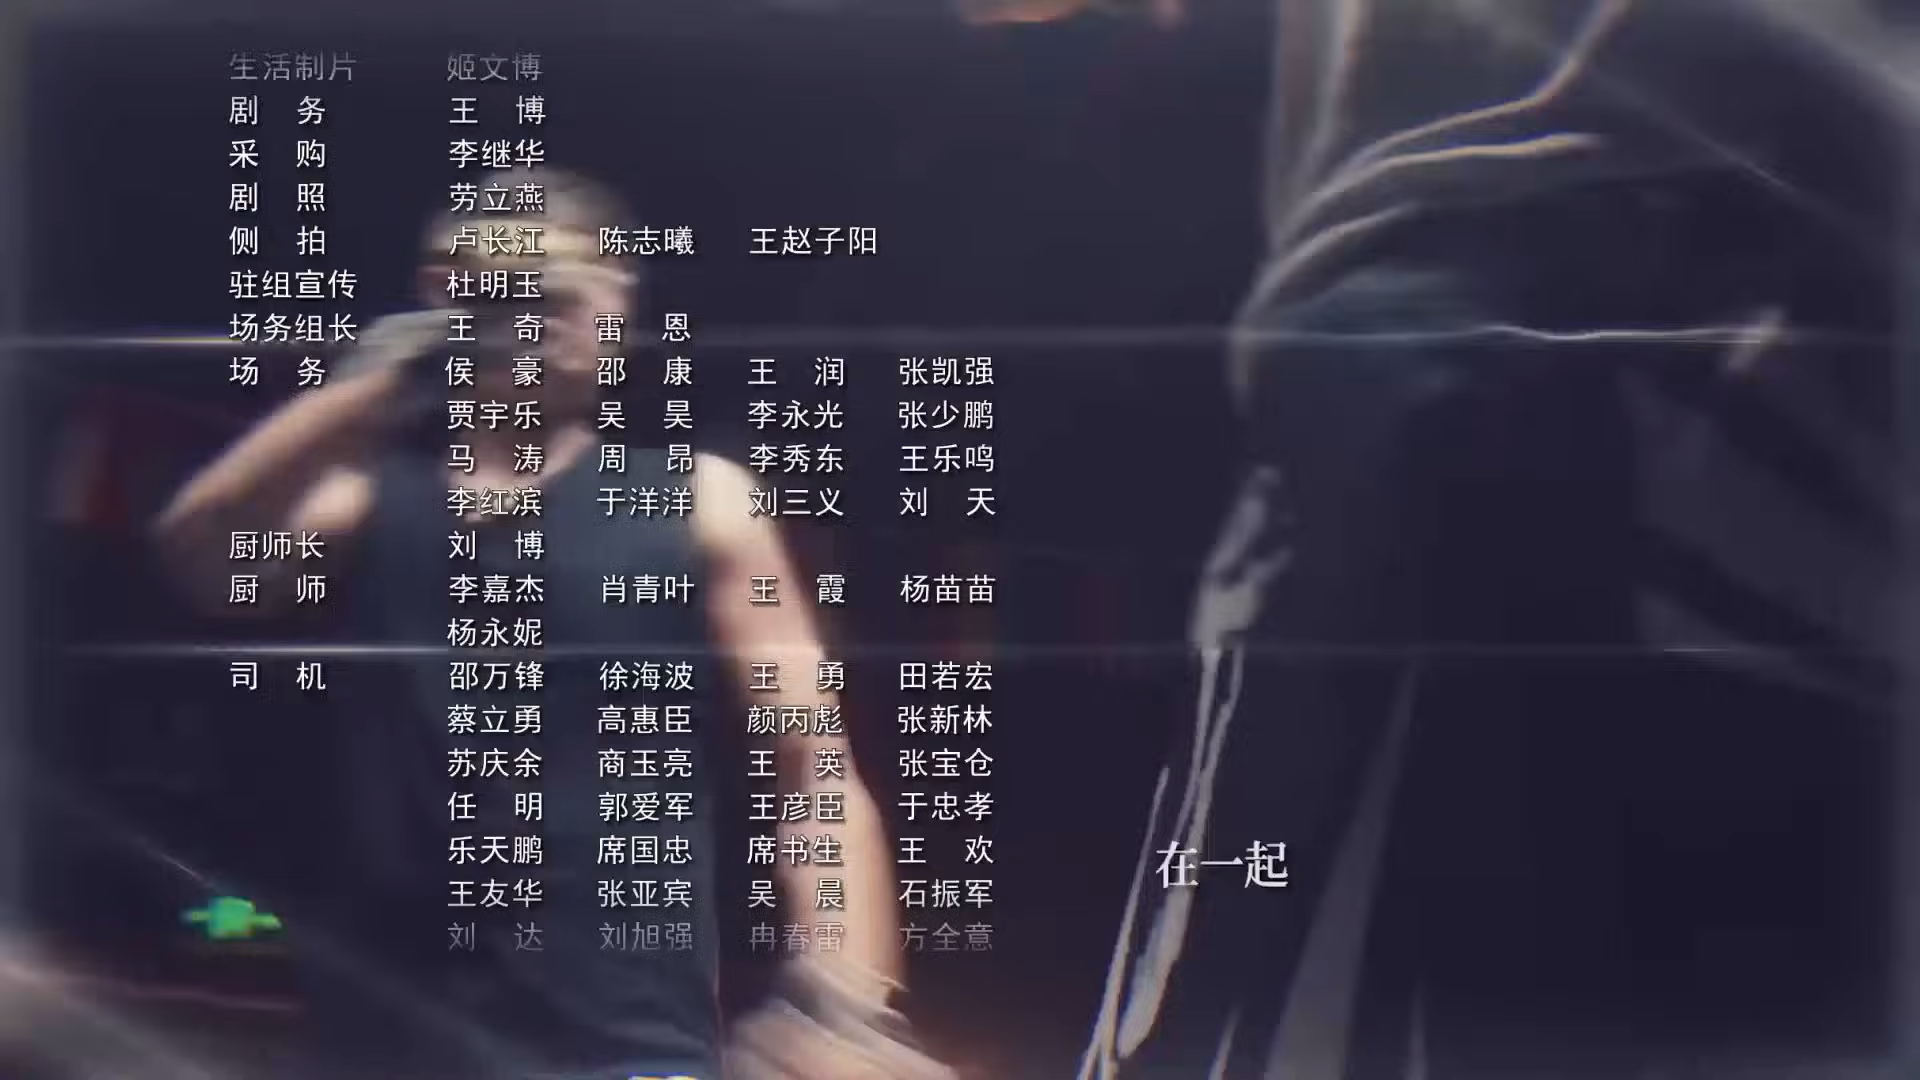 生活制片 姬文博
剧务 王博
采购 李继华
剧照 劳立燕
侧拍 卢长江 陈志曦 王赵子阳
驻组宣传 杜明玉
场务组长 王奇 雷恩
场务 侯豪 邵康 王润 张凯强
贾宇乐 吴昊 李永光 张少鹏
马涛 周昂 李秀东 王乐鸣
李红滨 于洋洋 刘三义 刘天
厨师长 刘博
厨师 李嘉杰 肖青叶 王霞 杨苗苗
杨永妮
司机 邵万锋 徐海波 王勇 田若宏
蔡立勇 高惠臣 颜丙彪 张新林
苏庆余 商玉亮 王英 张宝仓
任明 郭爱军 王彦臣 于忠孝
乐天鹏 席国忠 席书生 王欢
王友华 张亚宾 吴晨 石振军
刘达 刘旭强 冉春雷 方全意
在一起